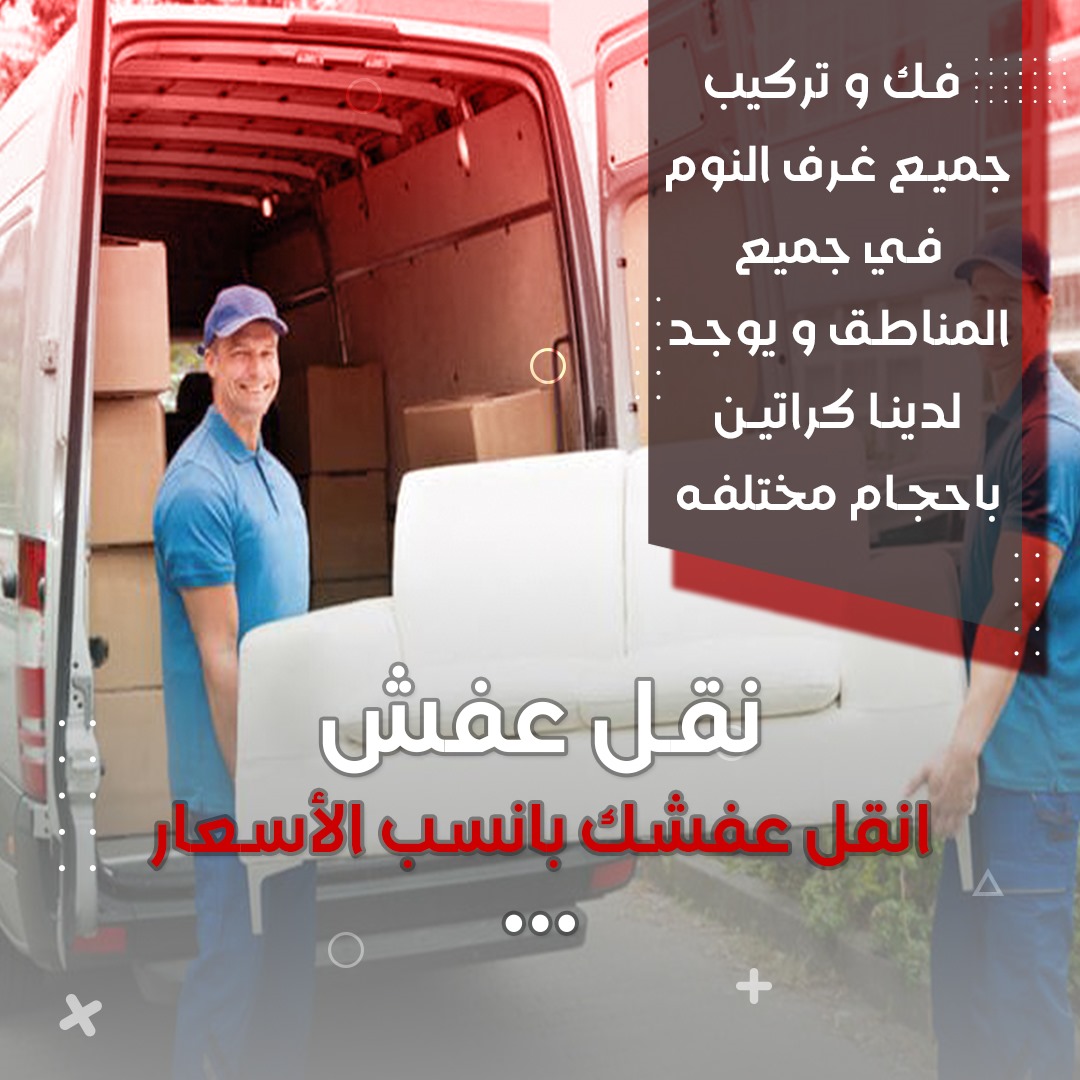 فك و تركيب
جميع غرف النوم
في جميع
المناطق و يوجد
لدينا كراتين
باحجام مختلفه
نقل عفش
انقل عفشك بانسب الأسعار
...